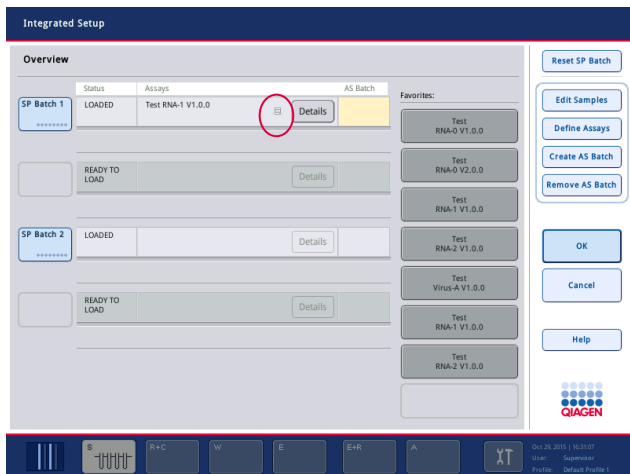 Integrated Setup
Overview
Status Assays AS Batch
SP Batch 1 LOADED Test RNA-1 V1.0.0 Details
READY TO
LOAD Details
SP Batch 2 LOADED Details
READY TO
LOAD Details
Favorites:
Test
RNA-0 V1.0.0
Test
RNA-0 V2.0.0
Test
RNA-1 V1.0.0
Test
RNA-2 V1.0.0
Test
Virus-A V1.0.0
Test
RNA-1 V1.0.0
Test
RNA-2 V1.0.0
Reset SP Batch
Edit Samples
Define Assays
Create AS Batch
Remove AS Batch
OK
Cancel
Help
QIAGEN
S R+C W E E+R A
Oct 29, 2015 | 16:31:07
User: Supervisor
Profile: Default Profile 1